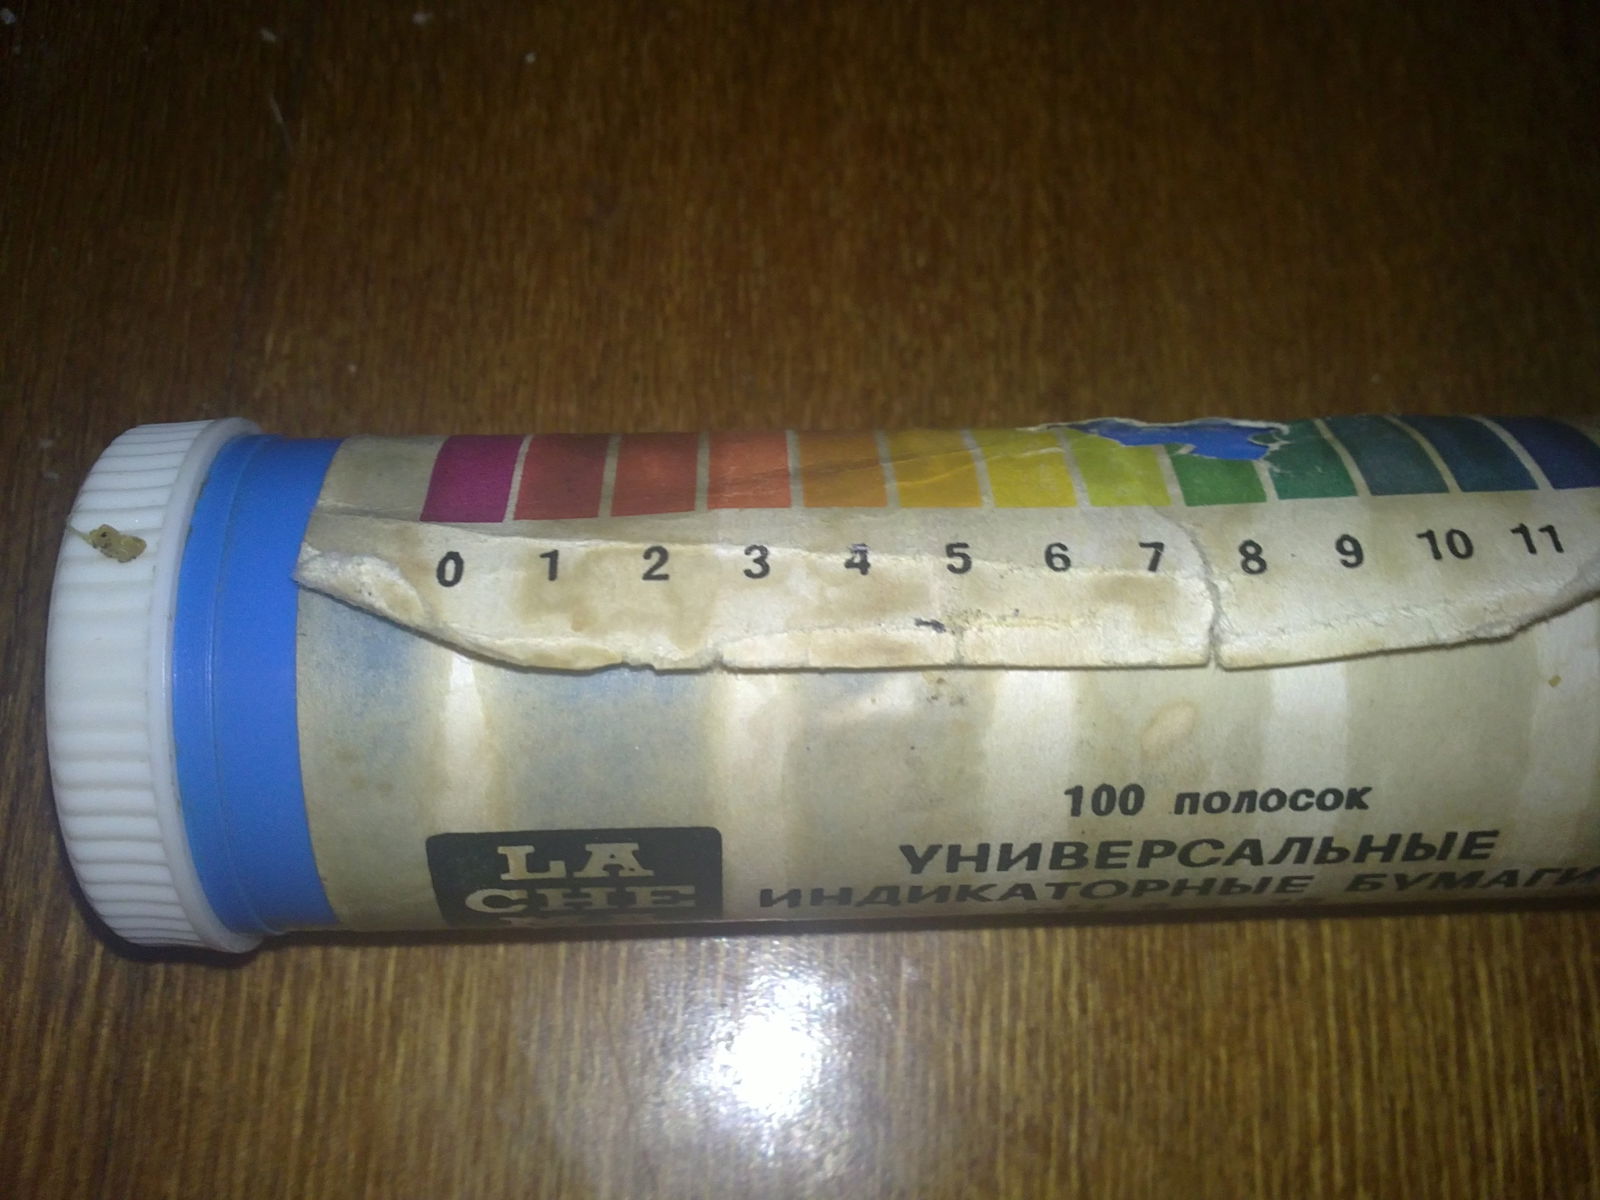 0 1 2 3 4 5 6 7 8 9 10 11
100 полосок
УНИВЕРСАЛЬНЫЕ
ИНДИКАТОРНЫЕ БУМАГИ
LA
CHE